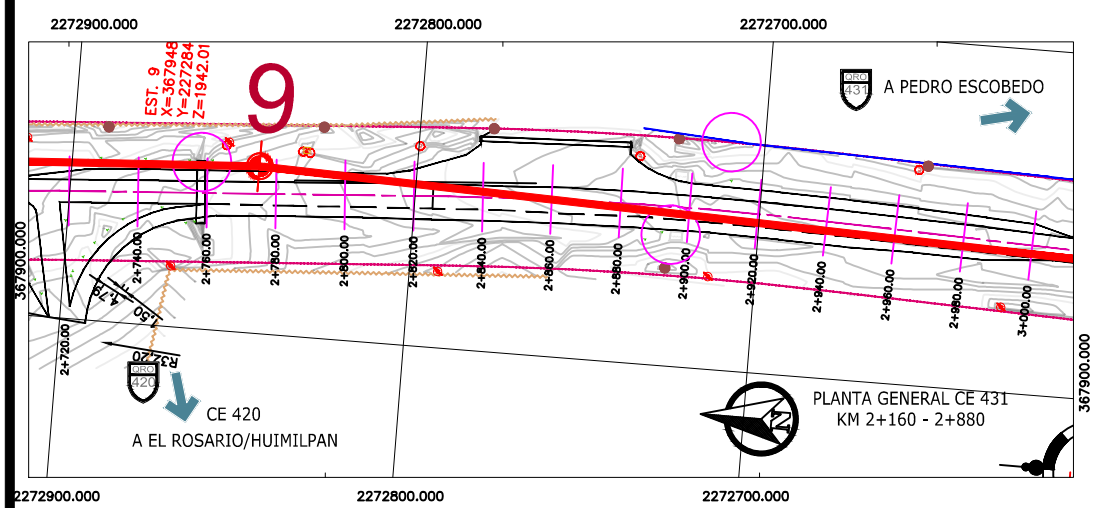 2272900.000
2272800.000
2272700.000
EST. 9
X=367948
Y=227284
Z=1942.01
9
QRO
431
A PEDRO ESCOBEDO
367900.000
2+720.00
2+740.00
2+760.00
2+780.00
2+800.00
2+820.00
2+840.00
2+860.00
2+880.00
2+900.00
2+920.00
2+940.00
2+960.00
2+980.00
3+000.00
4.79
7.50
R32.20
QRO
420
CE 420
A EL ROSARIO/HUIMILPAN
N
PLANTA GENERAL CE 431
KM 2+160 - 2+880
367900.000
2272900.000
2272800.000
2272700.000